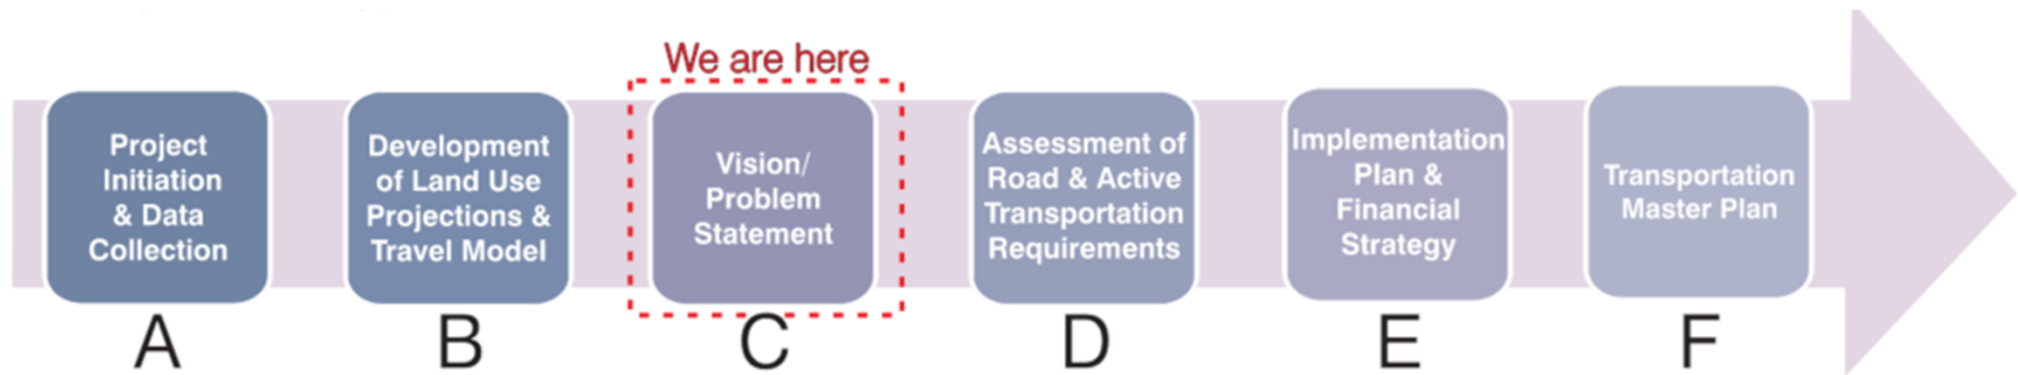 We are here
Project
Initiation
& Data
Collection
Development
of Land Use
Projections &
Travel Model
Vision/
Problem
Statement
Assessment of
Road & Active
Transportation
Requirements
Implementation
Plan &
Financial
Strategy
Transportation
Master Plan
A
B
C
D
E
F